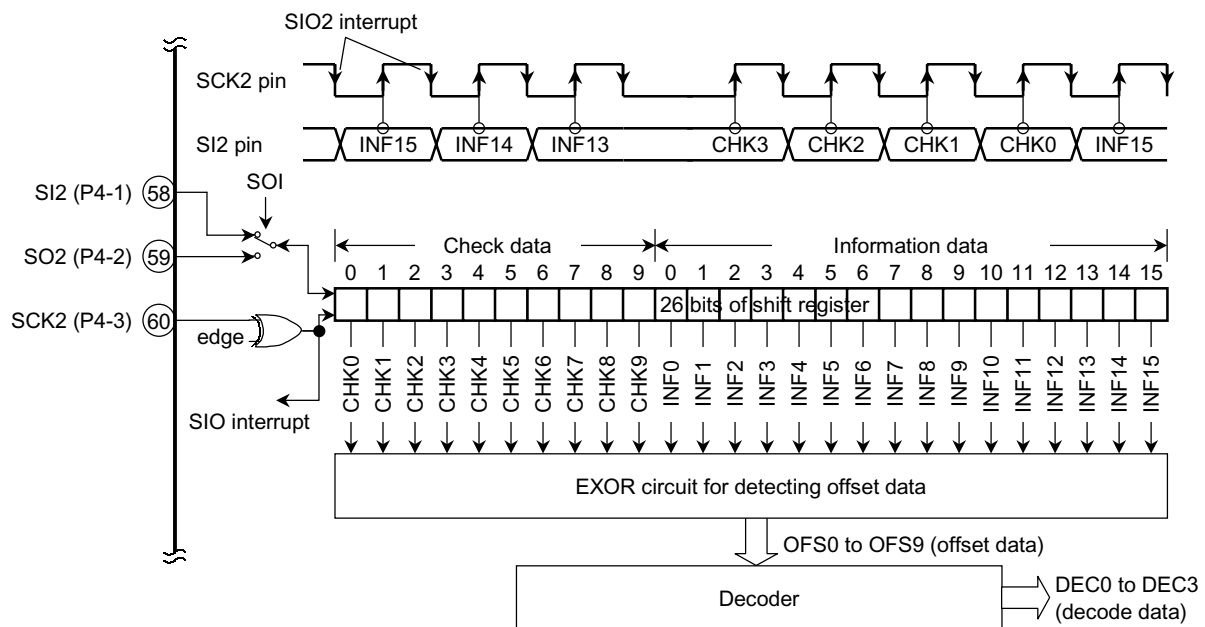 SIO2 interrupt
SCK2 pin
SI2 pin
INF15 INF14 INF13 CHK3 CHK2 CHK1 CHK0 INF15
SI2 (P4-1) 58
SOI
SO2 (P4-2) 59
SCK2 (P4-3) 60
edge
SIO interrupt
Check data Information data
0 1 2 3 4 5 6 7 8 9 0 1 2 3 4 5 6 7 8 9 10 11 12 13 14 15
26 bits of shift register
CHK0 CHK1 CHK2 CHK3 CHK4 CHK5 CHK6 CHK7 CHK8 CHK9 INF0 INF1 INF2 INF3 INF4 INF5 INF6 INF7 INF8 INF9 INF10 INF11 INF12 INF13 INF14 INF15
EXOR circuit for detecting offset data
OFS0 to OFS9 (offset data)
Decoder
DEC0 to DEC3
(decode data)